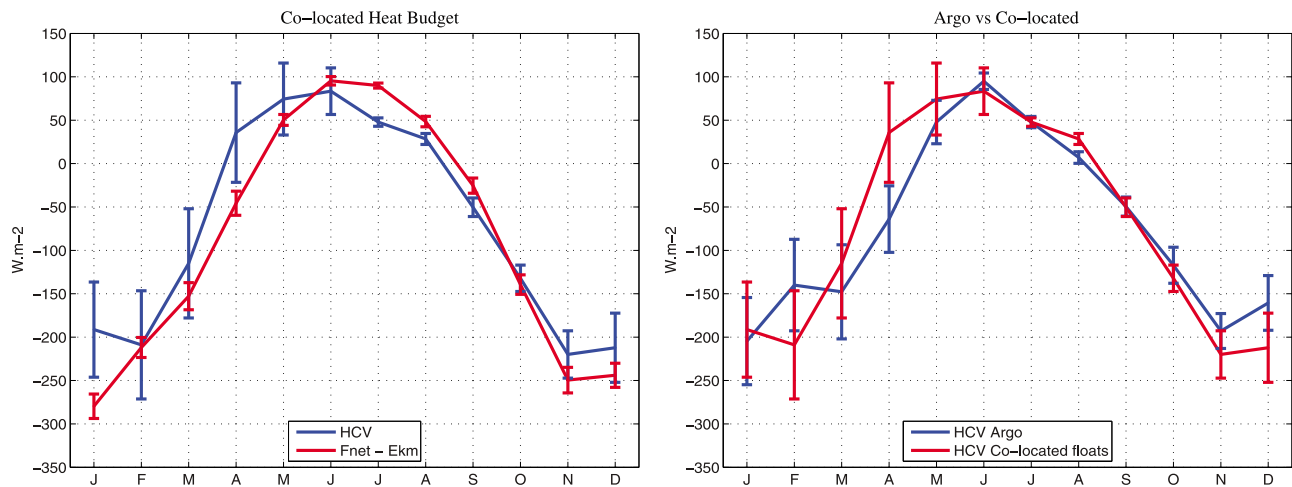 Co−located Heat Budget
150
100
50
0
−50
−100
−150
−200
−250
−300
−350
W.m−2
J F M A M J J A S O N D
HCV
Fnet − Ekm
Argo vs Co−located
150
100
50
0
−50
−100
−150
−200
−250
−300
−350
W.m−2
J F M A M J J A S O N D
HCV Argo
HCV Co−located floats